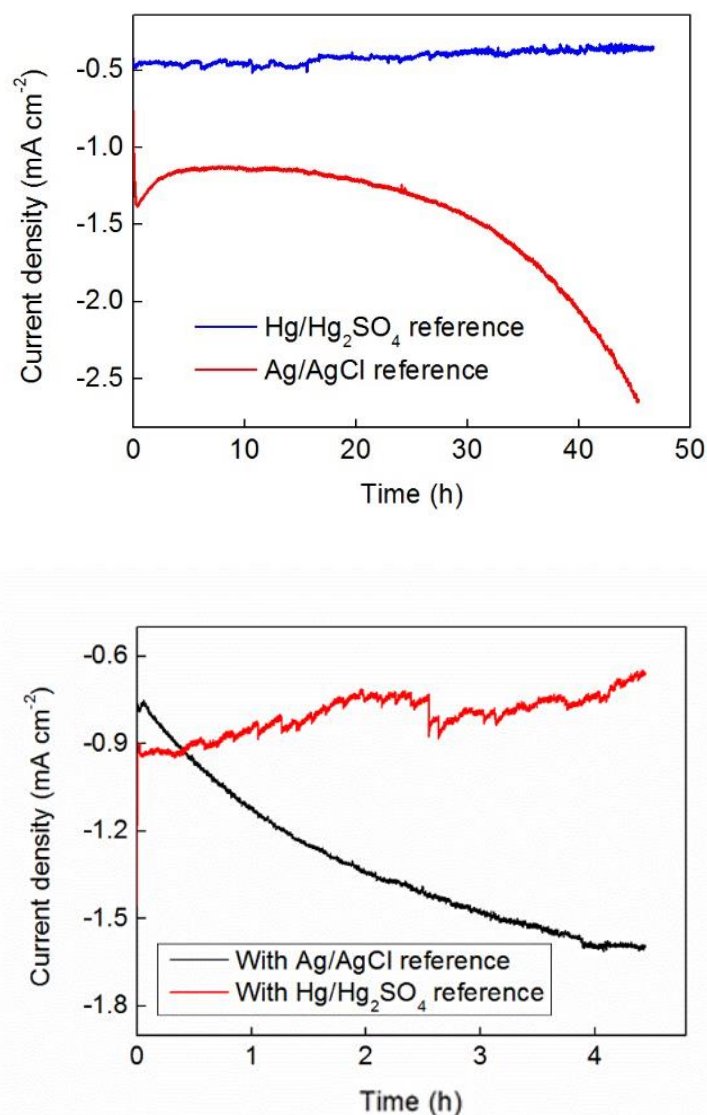 Current density (mA cm⁻²)
-0.5
-1.0
-1.5
-2.0
-2.5
Hg/Hg₂SO₄ reference
Ag/AgCl reference
0 10 20 30 40 50
Time (h)
Current density (mA cm⁻²)
-0.6
-0.9
-1.2
-1.5
-1.8
With Ag/AgCl reference
With Hg/Hg₂SO₄ reference
0 1 2 3 4
Time (h)